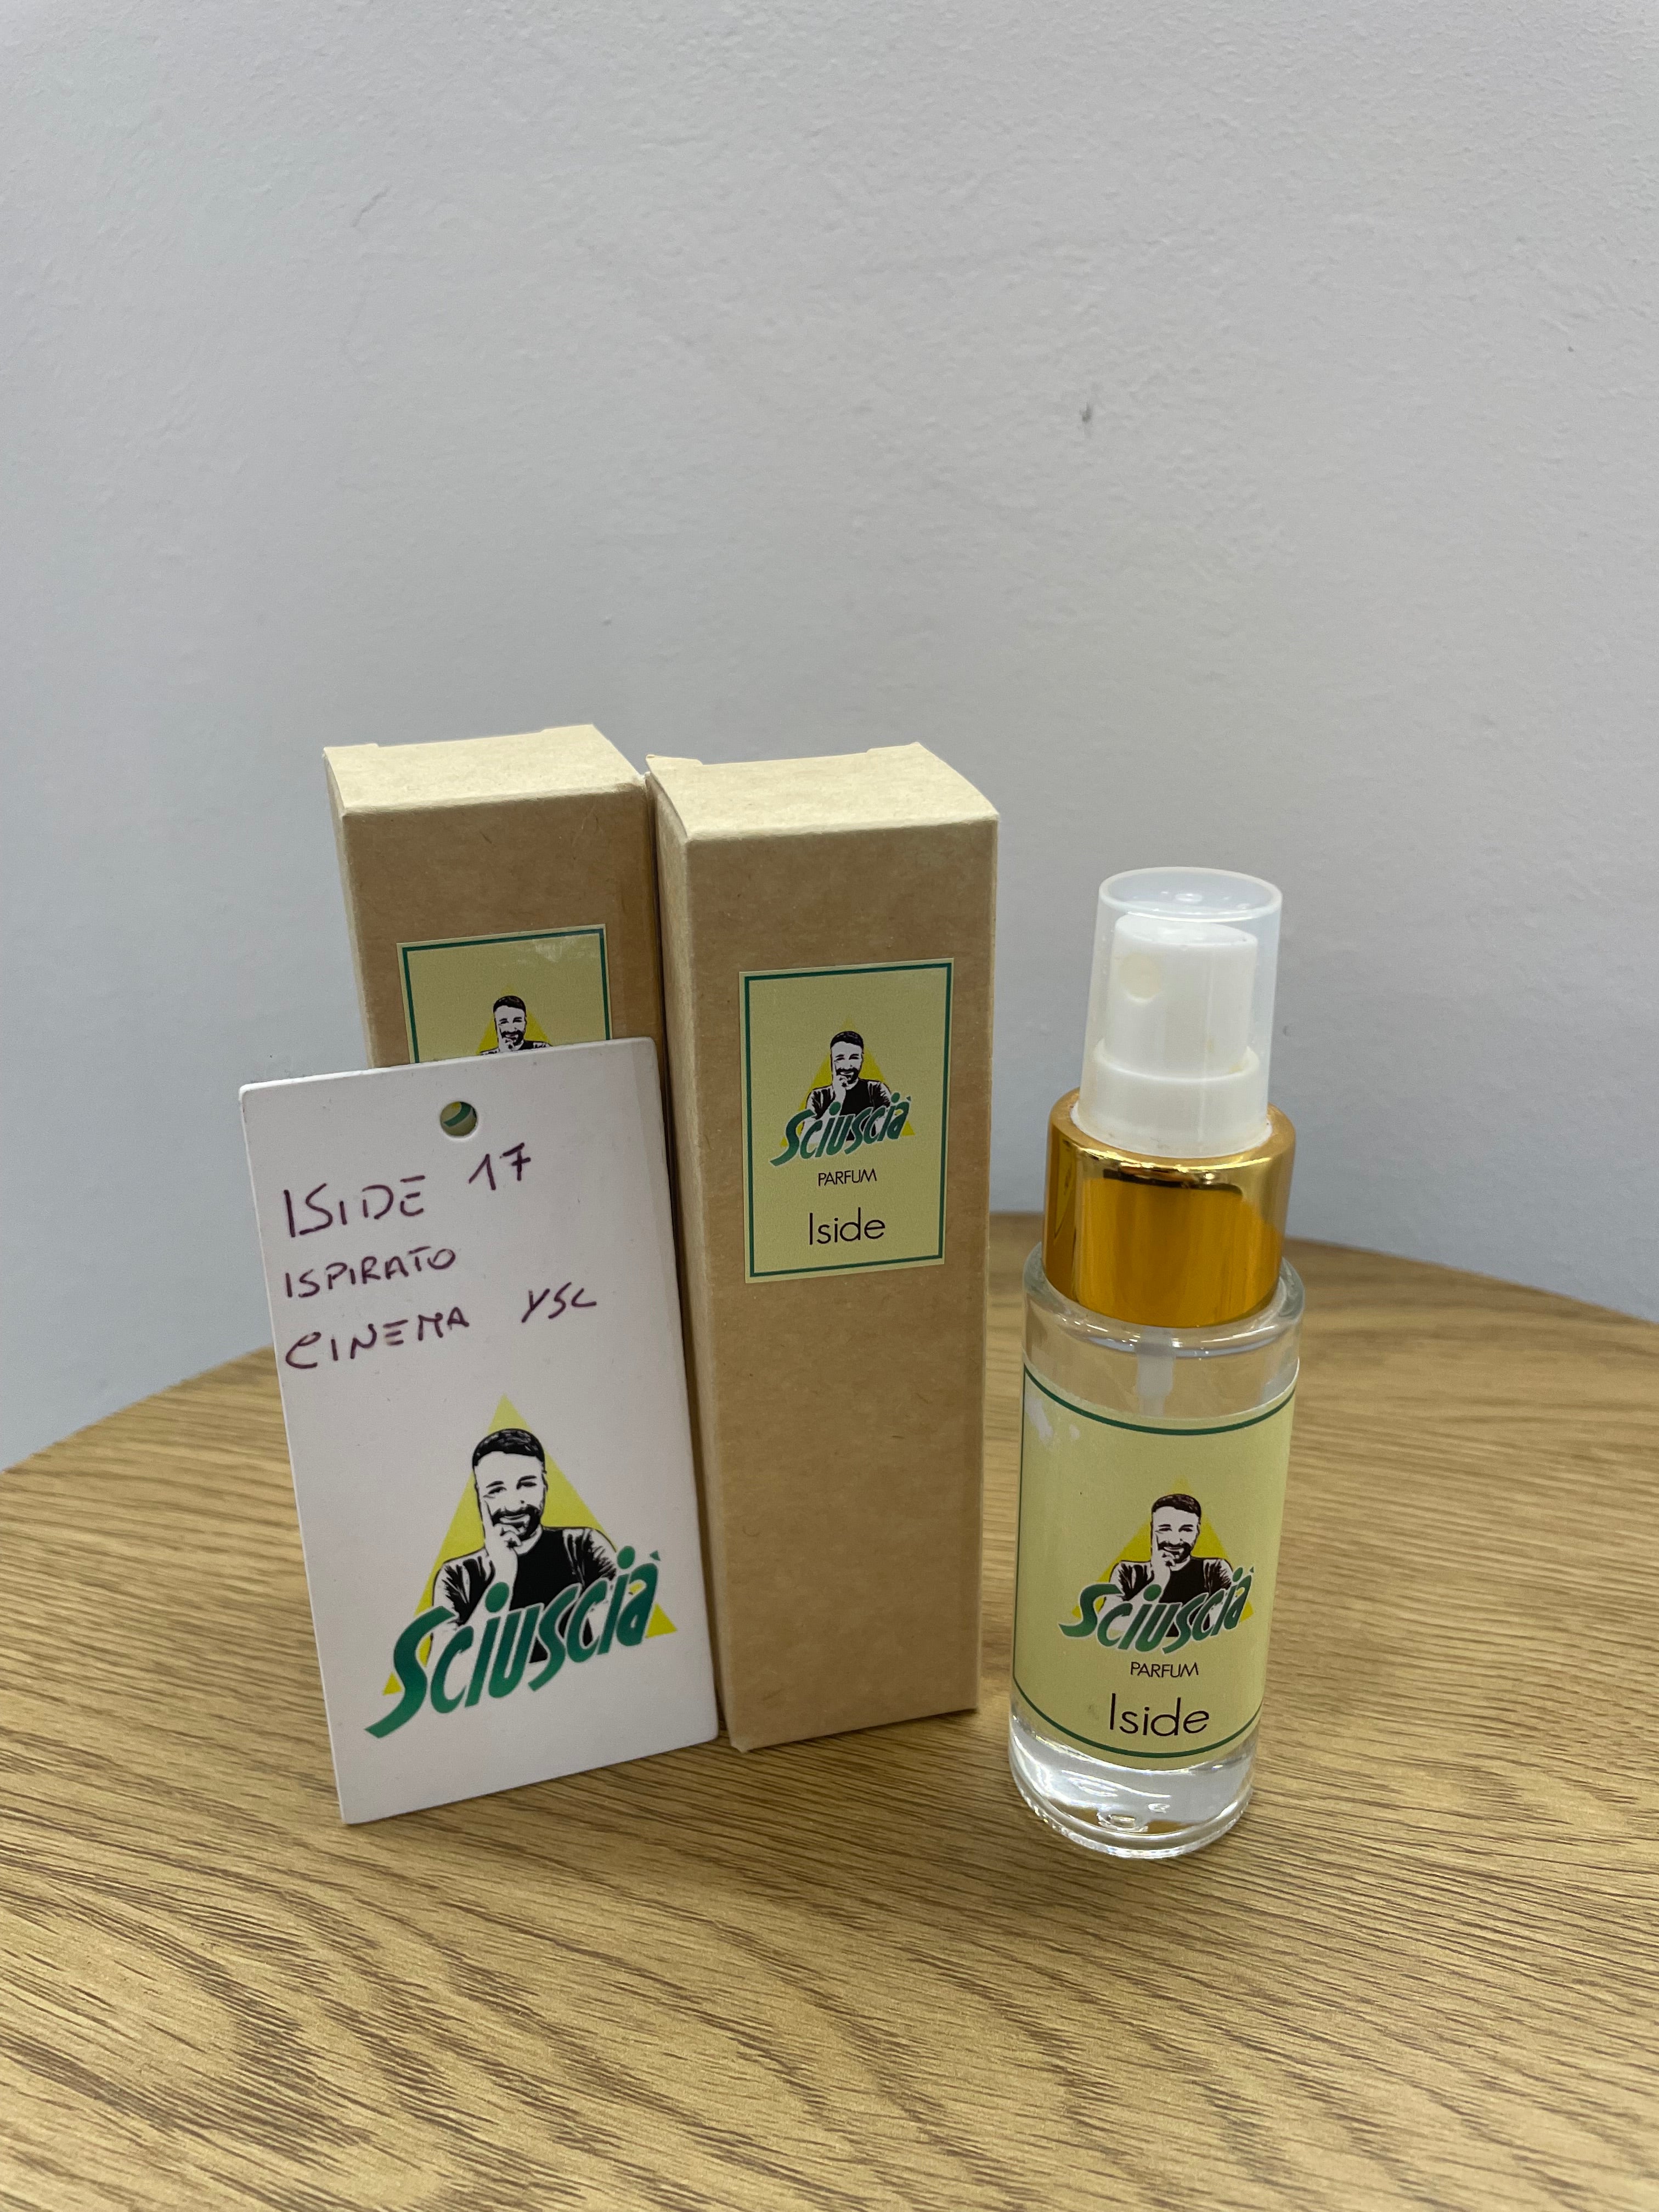 ISIDE 17
ISPIRATO
CINEMA YSL
Sciuscià
Sciuscià
PARFUM
Iside
Sciuscià
PARFUM
Iside